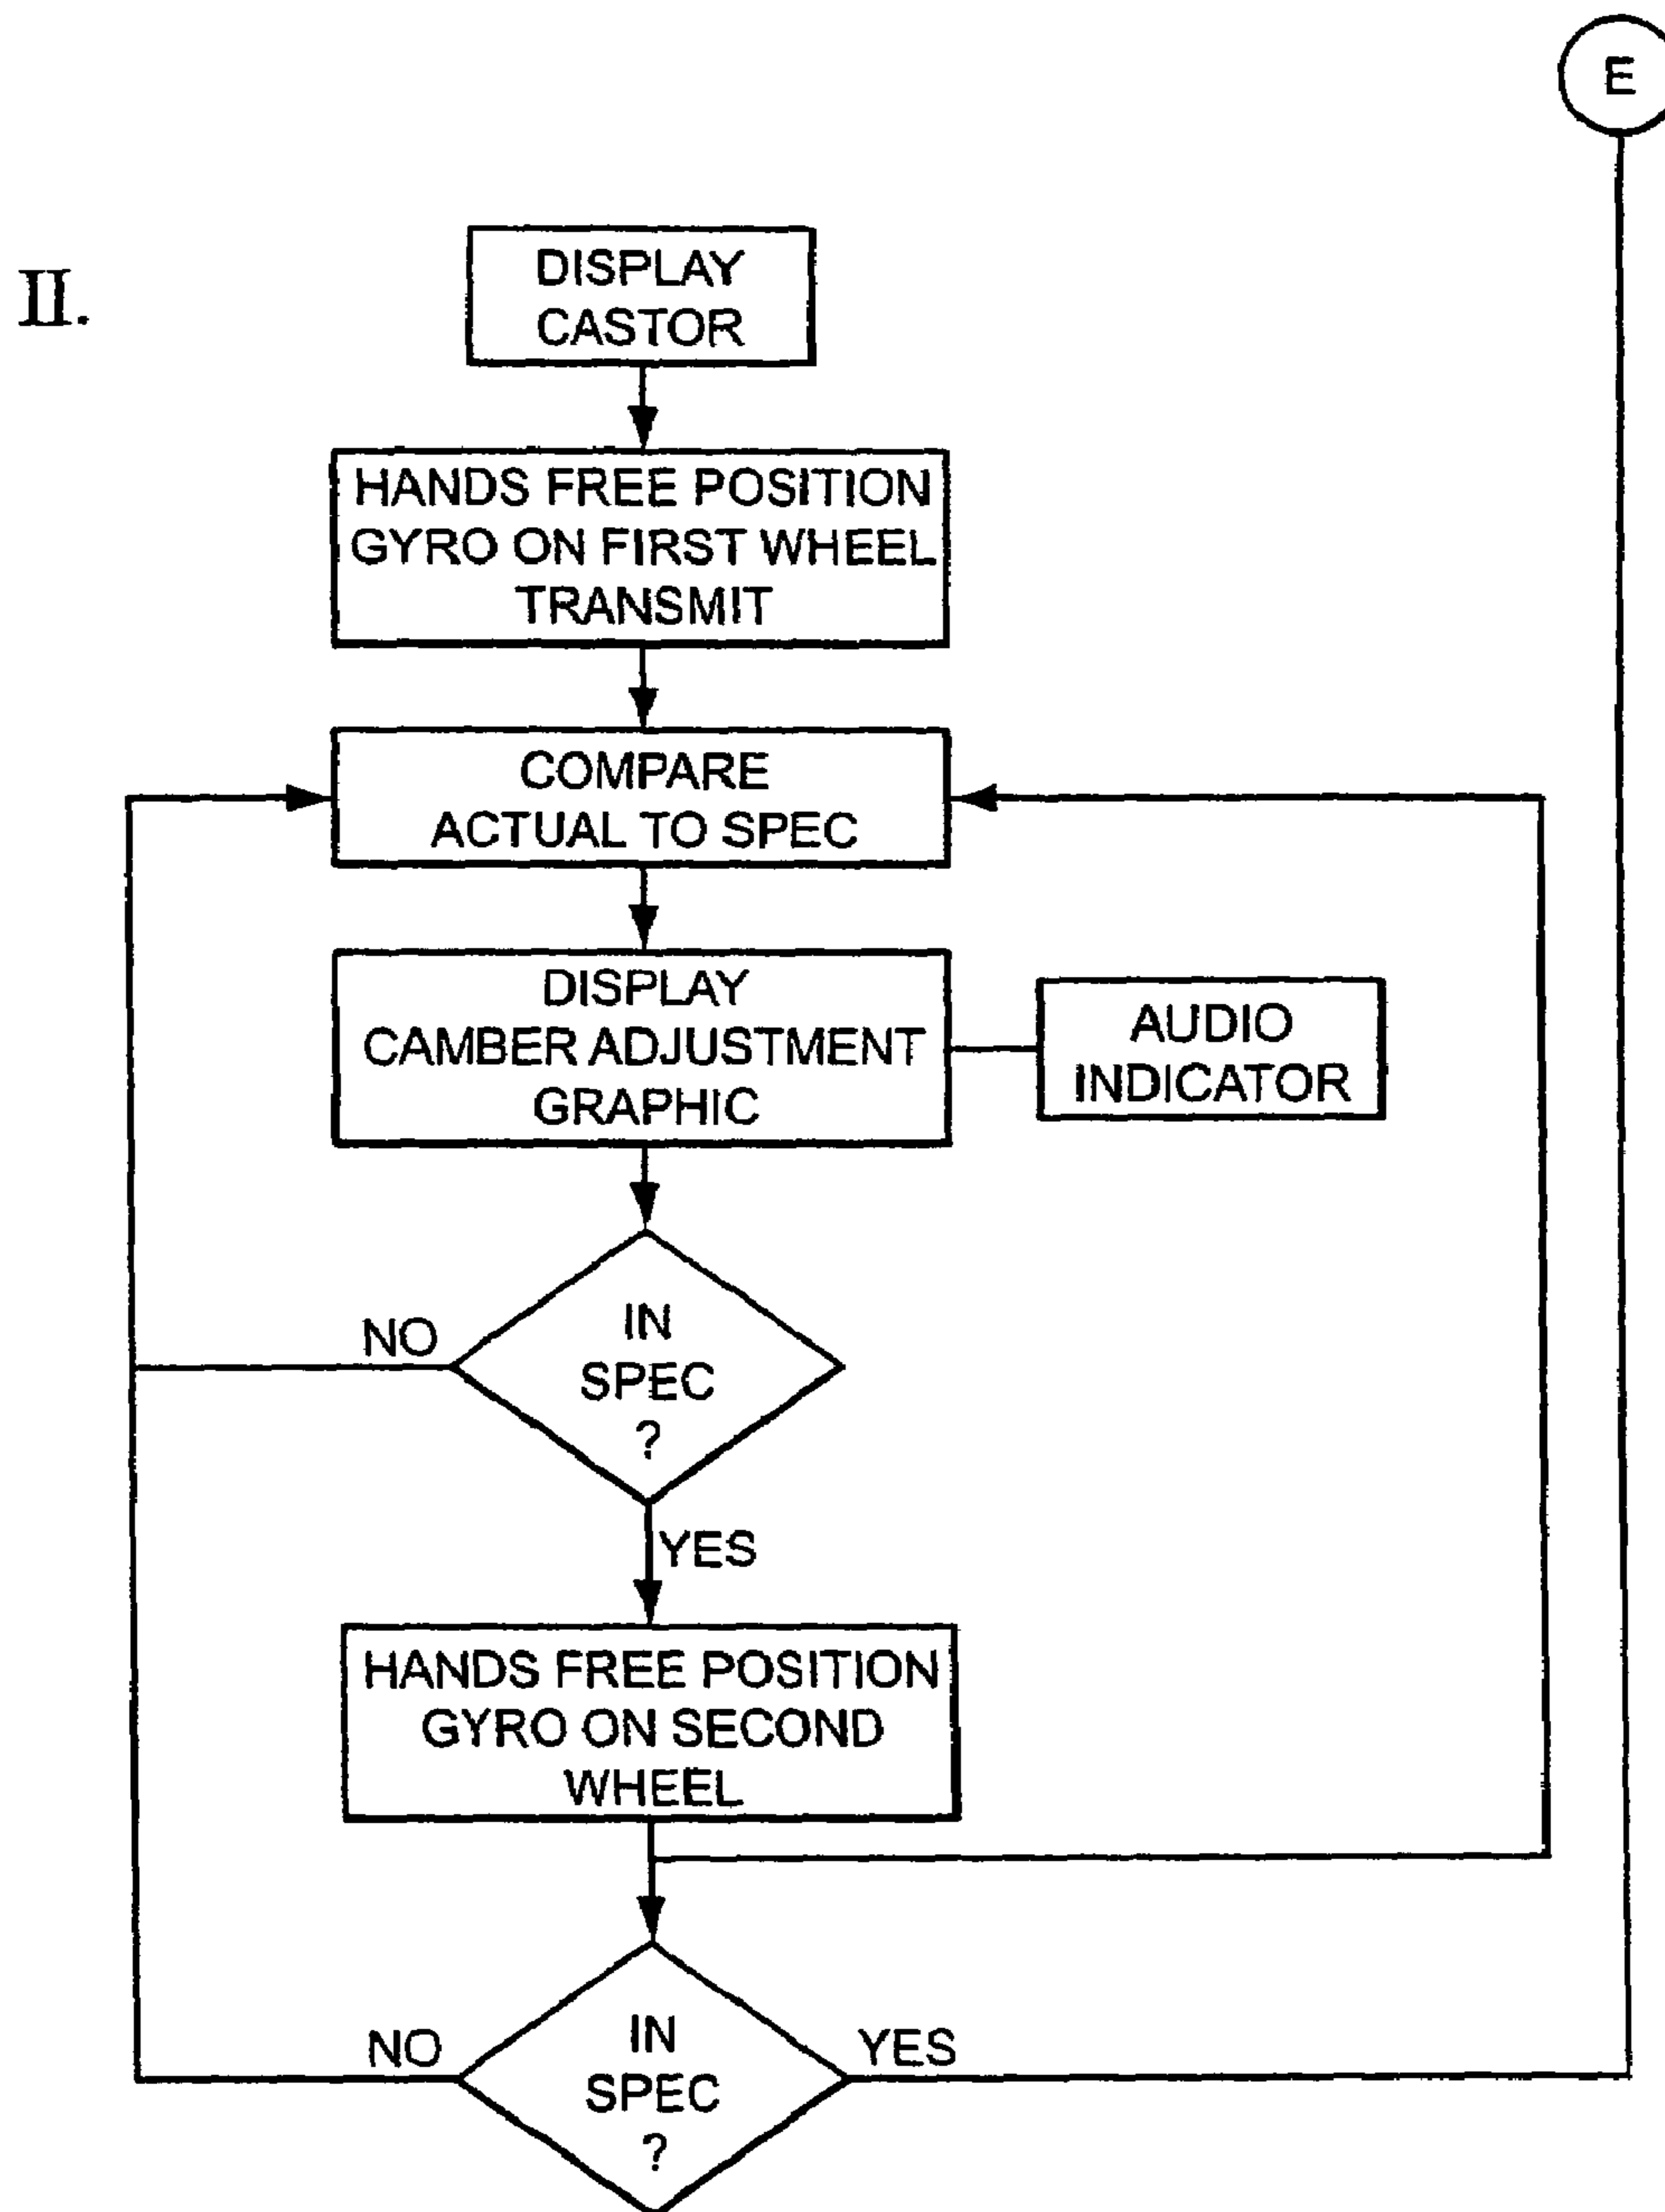 E
II.
DISPLAY
CASTOR
HANDS FREE POSITION
GYRO ON FIRST WHEEL
TRANSMIT
COMPARE
ACTUAL TO SPEC
DISPLAY
CAMBER ADJUSTMENT
GRAPHIC
AUDIO
INDICATOR
IN
SPEC
?
NO
YES
HANDS FREE POSITION
GYRO ON SECOND
WHEEL
IN
SPEC
?
NO
YES